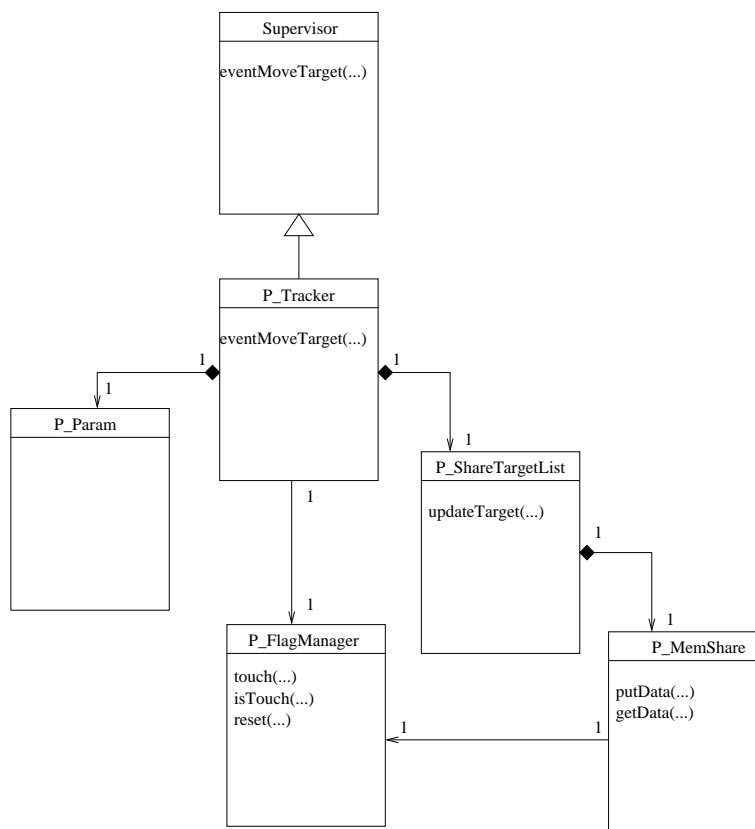 Supervisor
eventMoveTarget(...)
P_Tracker
eventMoveTarget(...)
1
1
1
1
P_Param
P_ShareTargetList
updateTarget(...)
1
1
1
1
P_FlagManager
touch(...)
isTouch(...)
reset(...)
P_MemShare
putData(...)
getData(...)
1
1